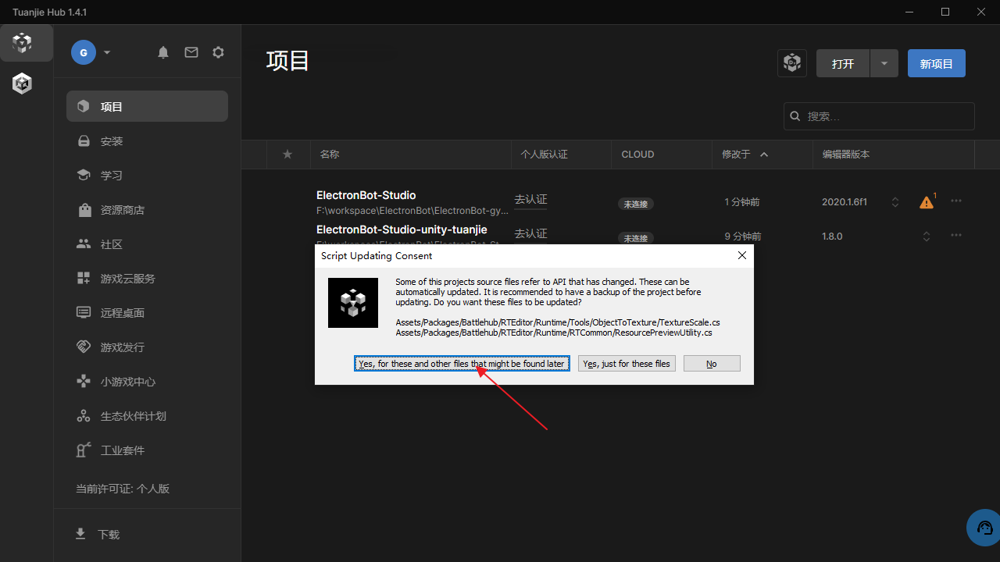 Tuanjie Hub 1.4.1
G
项目
打开
新项目
搜索...
项目
安装
学习
资源商店
社区
游戏云服务
远程桌面
游戏发行
小游戏中心
生态伙伴计划
工业套件
当前许可证: 个人版
下载
名称
个人版认证
CLOUD
修改于
编辑器版本
ElectronBot-Studio
F:\workspace\ElectronBot\ElectronBot-gy...
去认证
未连接
1 分钟前
2020.1.6f1
1
ElectronBot-Studio-unity-tuanjie
去认证
未连接
9 分钟前
1.8.0
Script Updating Consent
Some of this projects source files refer to API that has changed. These can
automatically updated. It is recommended to have a backup of the project before
updating. Do you want these files to be updated?
Assets/Packages/Battlehub/RTEditor/Runtime/Tools/ObjectToTexture/TextureScale.cs
Assets/Packages/Battlehub/RTEditor/Runtime/RTCommon/ResourcePreviewUtility.cs
Yes, for these and other files that might be found later
Yes, just for these files
No